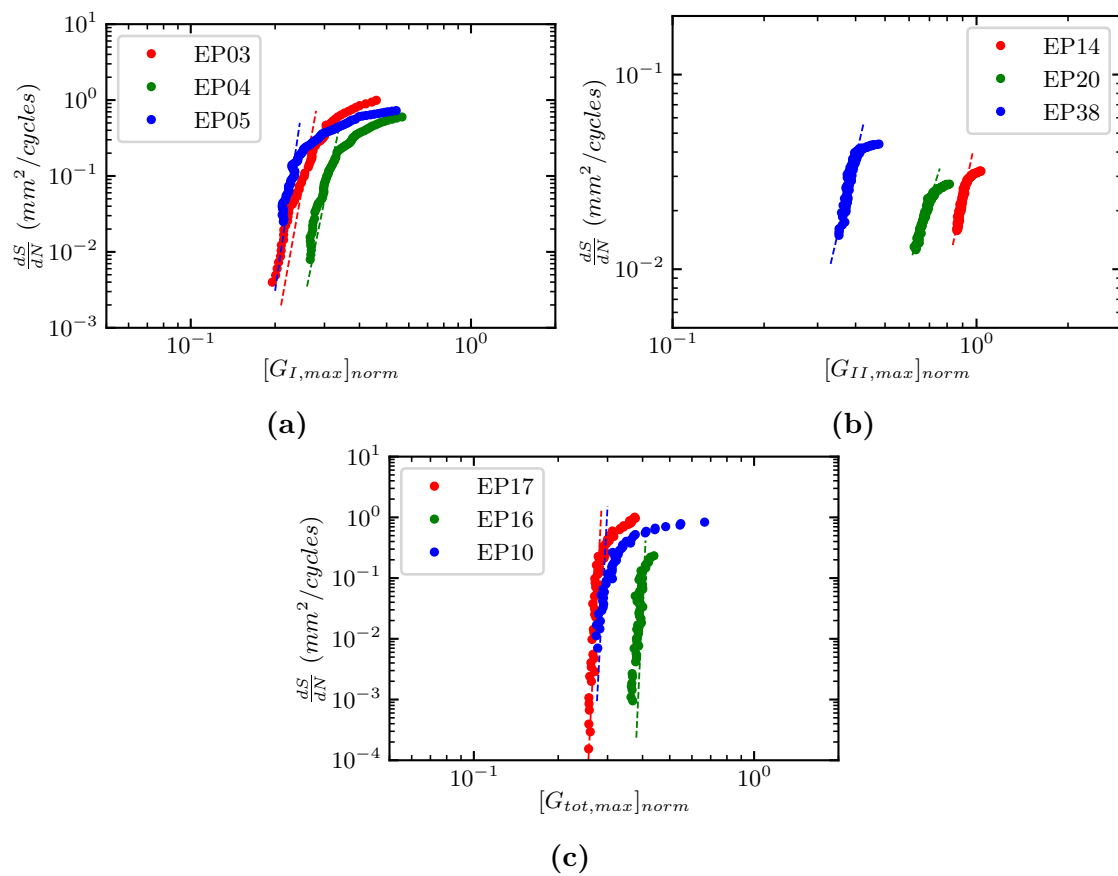 10^1
10^0
10^{-1}
10^{-2}
10^{-3}
\frac{dS}{dN} (mm^2/cycles)
EP03
EP04
EP05
10^{-1} 10^0
[G_{I,max}]_{norm}
(a)
10^{-1}
10^{-2}
\frac{dS}{dN} (mm^2/cycles)
EP14
EP20
EP38
10^{-1} 10^0
[G_{II,max}]_{norm}
(b)
10^1
10^0
10^{-1}
10^{-2}
10^{-3}
10^{-4}
\frac{dS}{dN} (mm^2/cycles)
EP17
EP16
EP10
10^{-1} 10^0
[G_{tot,max}]_{norm}
(c)